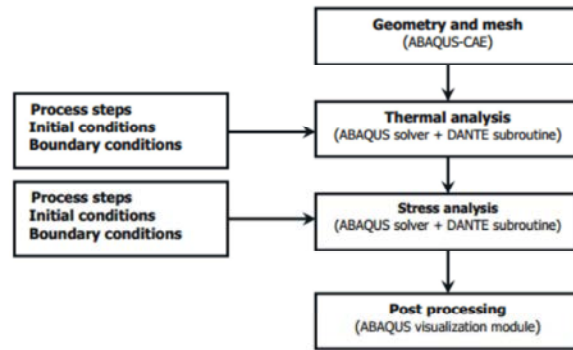 Geometry and mesh
(ABAQUS-CAE)
Process steps
Initial conditions
Boundary conditions
Thermal analysis
(ABAQUS solver + DANTE subroutine)
Process steps
Initial conditions
Boundary conditions
Stress analysis
(ABAQUS solver + DANTE subroutine)
Post processing
(ABAQUS visualization module)